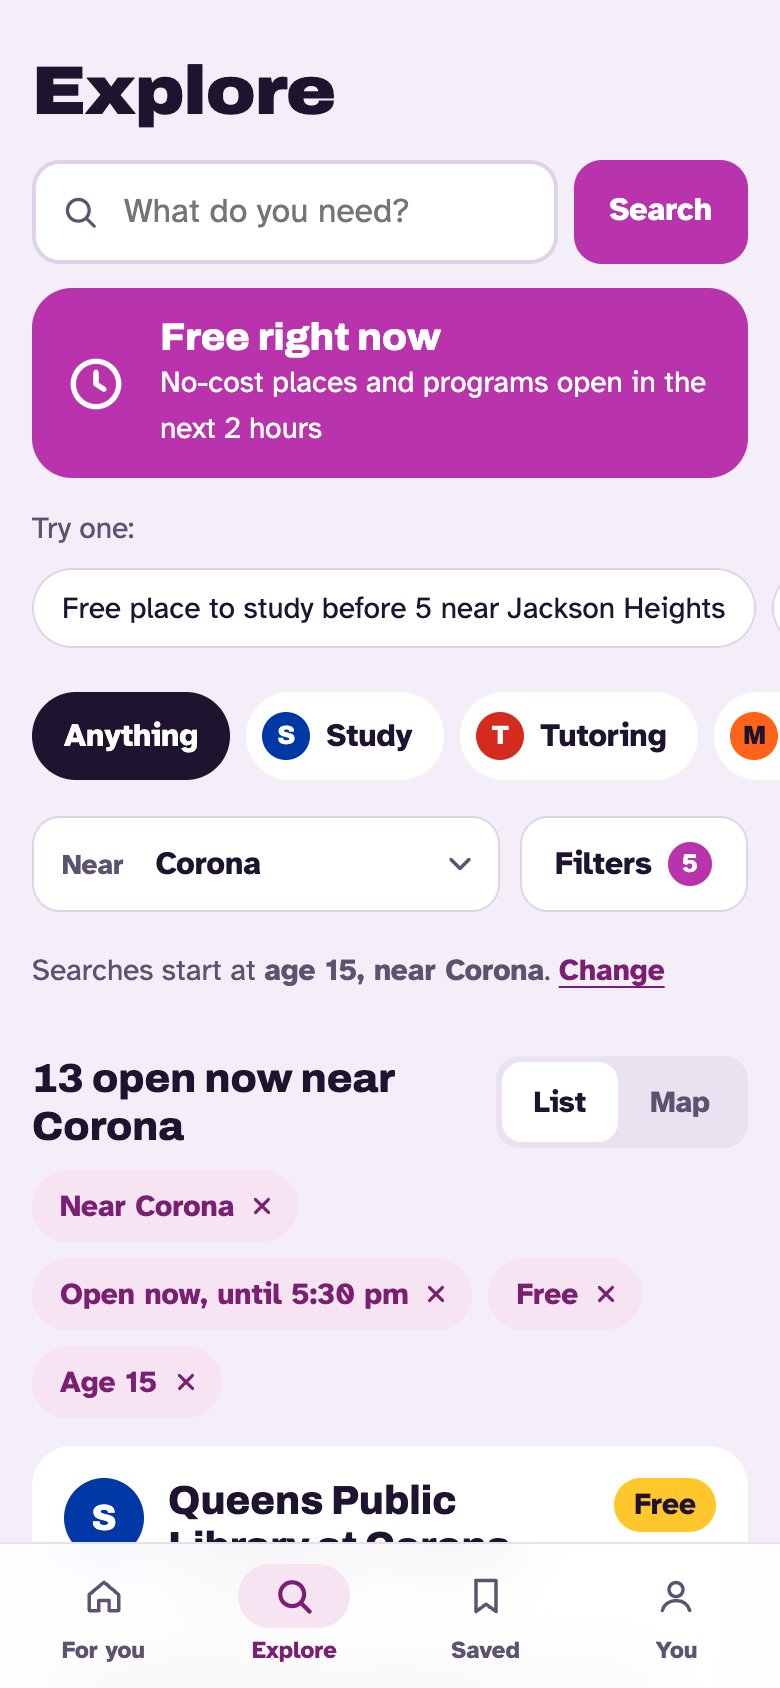 Explore
What do you need?
Search
Free right now
No-cost places and programs open in the
next 2 hours
Try one:
Free place to study before 5 near Jackson Heights
Anything
S Study
T Tutoring
M
Near Corona
Filters 5
Searches start at age 15, near Corona. Change
13 open now near
Corona
List
Map
Near Corona
Open now, until 5:30 pm
Free
Age 15
S
Queens Public
Library at Corona
Free
For you
Explore
Saved
You